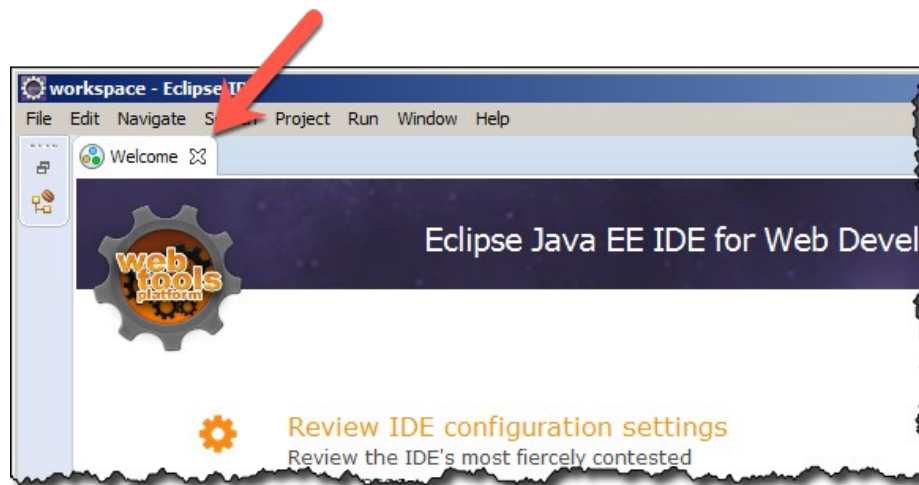 workspace - Eclipse
File Edit Navigate Project Run Window Help
Welcome
web
tools
platform
Eclipse Java EE IDE for Web Devel
Review IDE configuration settings
Review the IDE's most fiercely contested